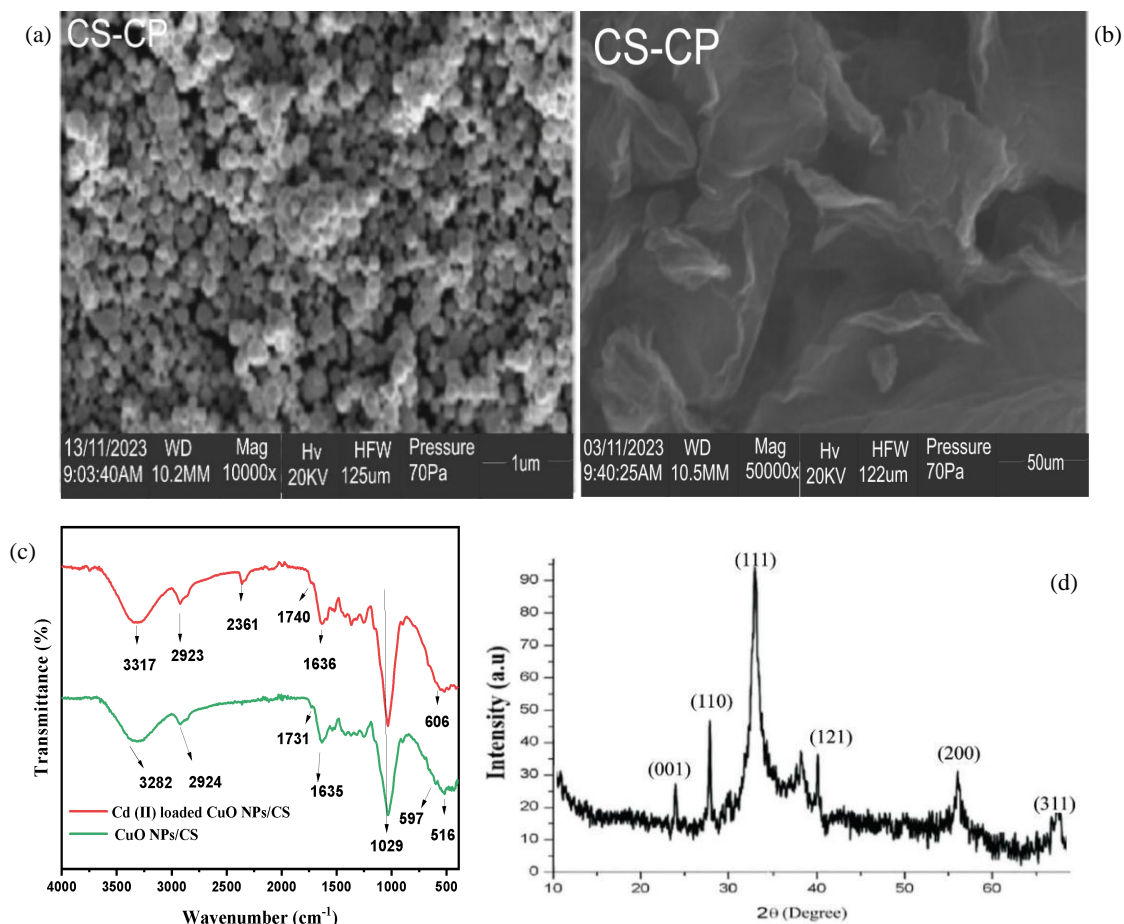 (a)
CS-CP
13/11/2023 WD Mag Hv HFW Pressure
9:03:40AM 10.2MM 10000x 20KV 125um 70Pa
1um
CS-CP
(b)
03/11/2023 WD Mag Hv HFW Pressure
9:40:25AM 10.5MM 50000x 20KV 122um 70Pa
50um
(c)
Transmittance (%)
3317
2923
2361
1740
1636
606
3282
2924
1731
1635
1029
597
516
Cd (II) loaded CuO NPs/CS
CuO NPs/CS
4000 3500 3000 2500 2000 1500 1000 500
Wavenumber (cm⁻¹)
(d)
Intensity (a.u)
90
80
70
60
50
40
30
20
10
0
(001)
(110)
(111)
(121)
(200)
(311)
10 20 30 40 50 60
2θ (Degree)